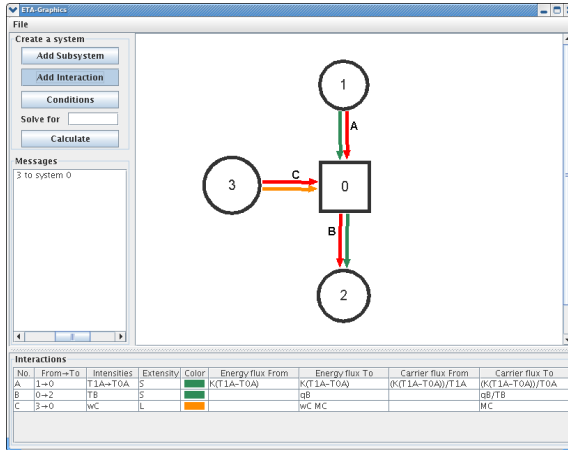 ETA-Graphics
File
Create a system
Add Subsystem
Add Interaction
Conditions
Solve for
Calculate
Messages
3 to system 0
1
A
3
C
0
B
2
Interactions
No. From→To Intensities Extensity Color Energy flux From Energy flux To Carrier flux From Carrier flux To
A 1→0 T1A→T0A S K(T1A-T0A) K(T1A-T0A) (K(T1A-T0A))/T1A (K(T1A-T0A))/T0A
B 0→2 TB S qB qB/TB
C 3→0 wC L wC MC MC